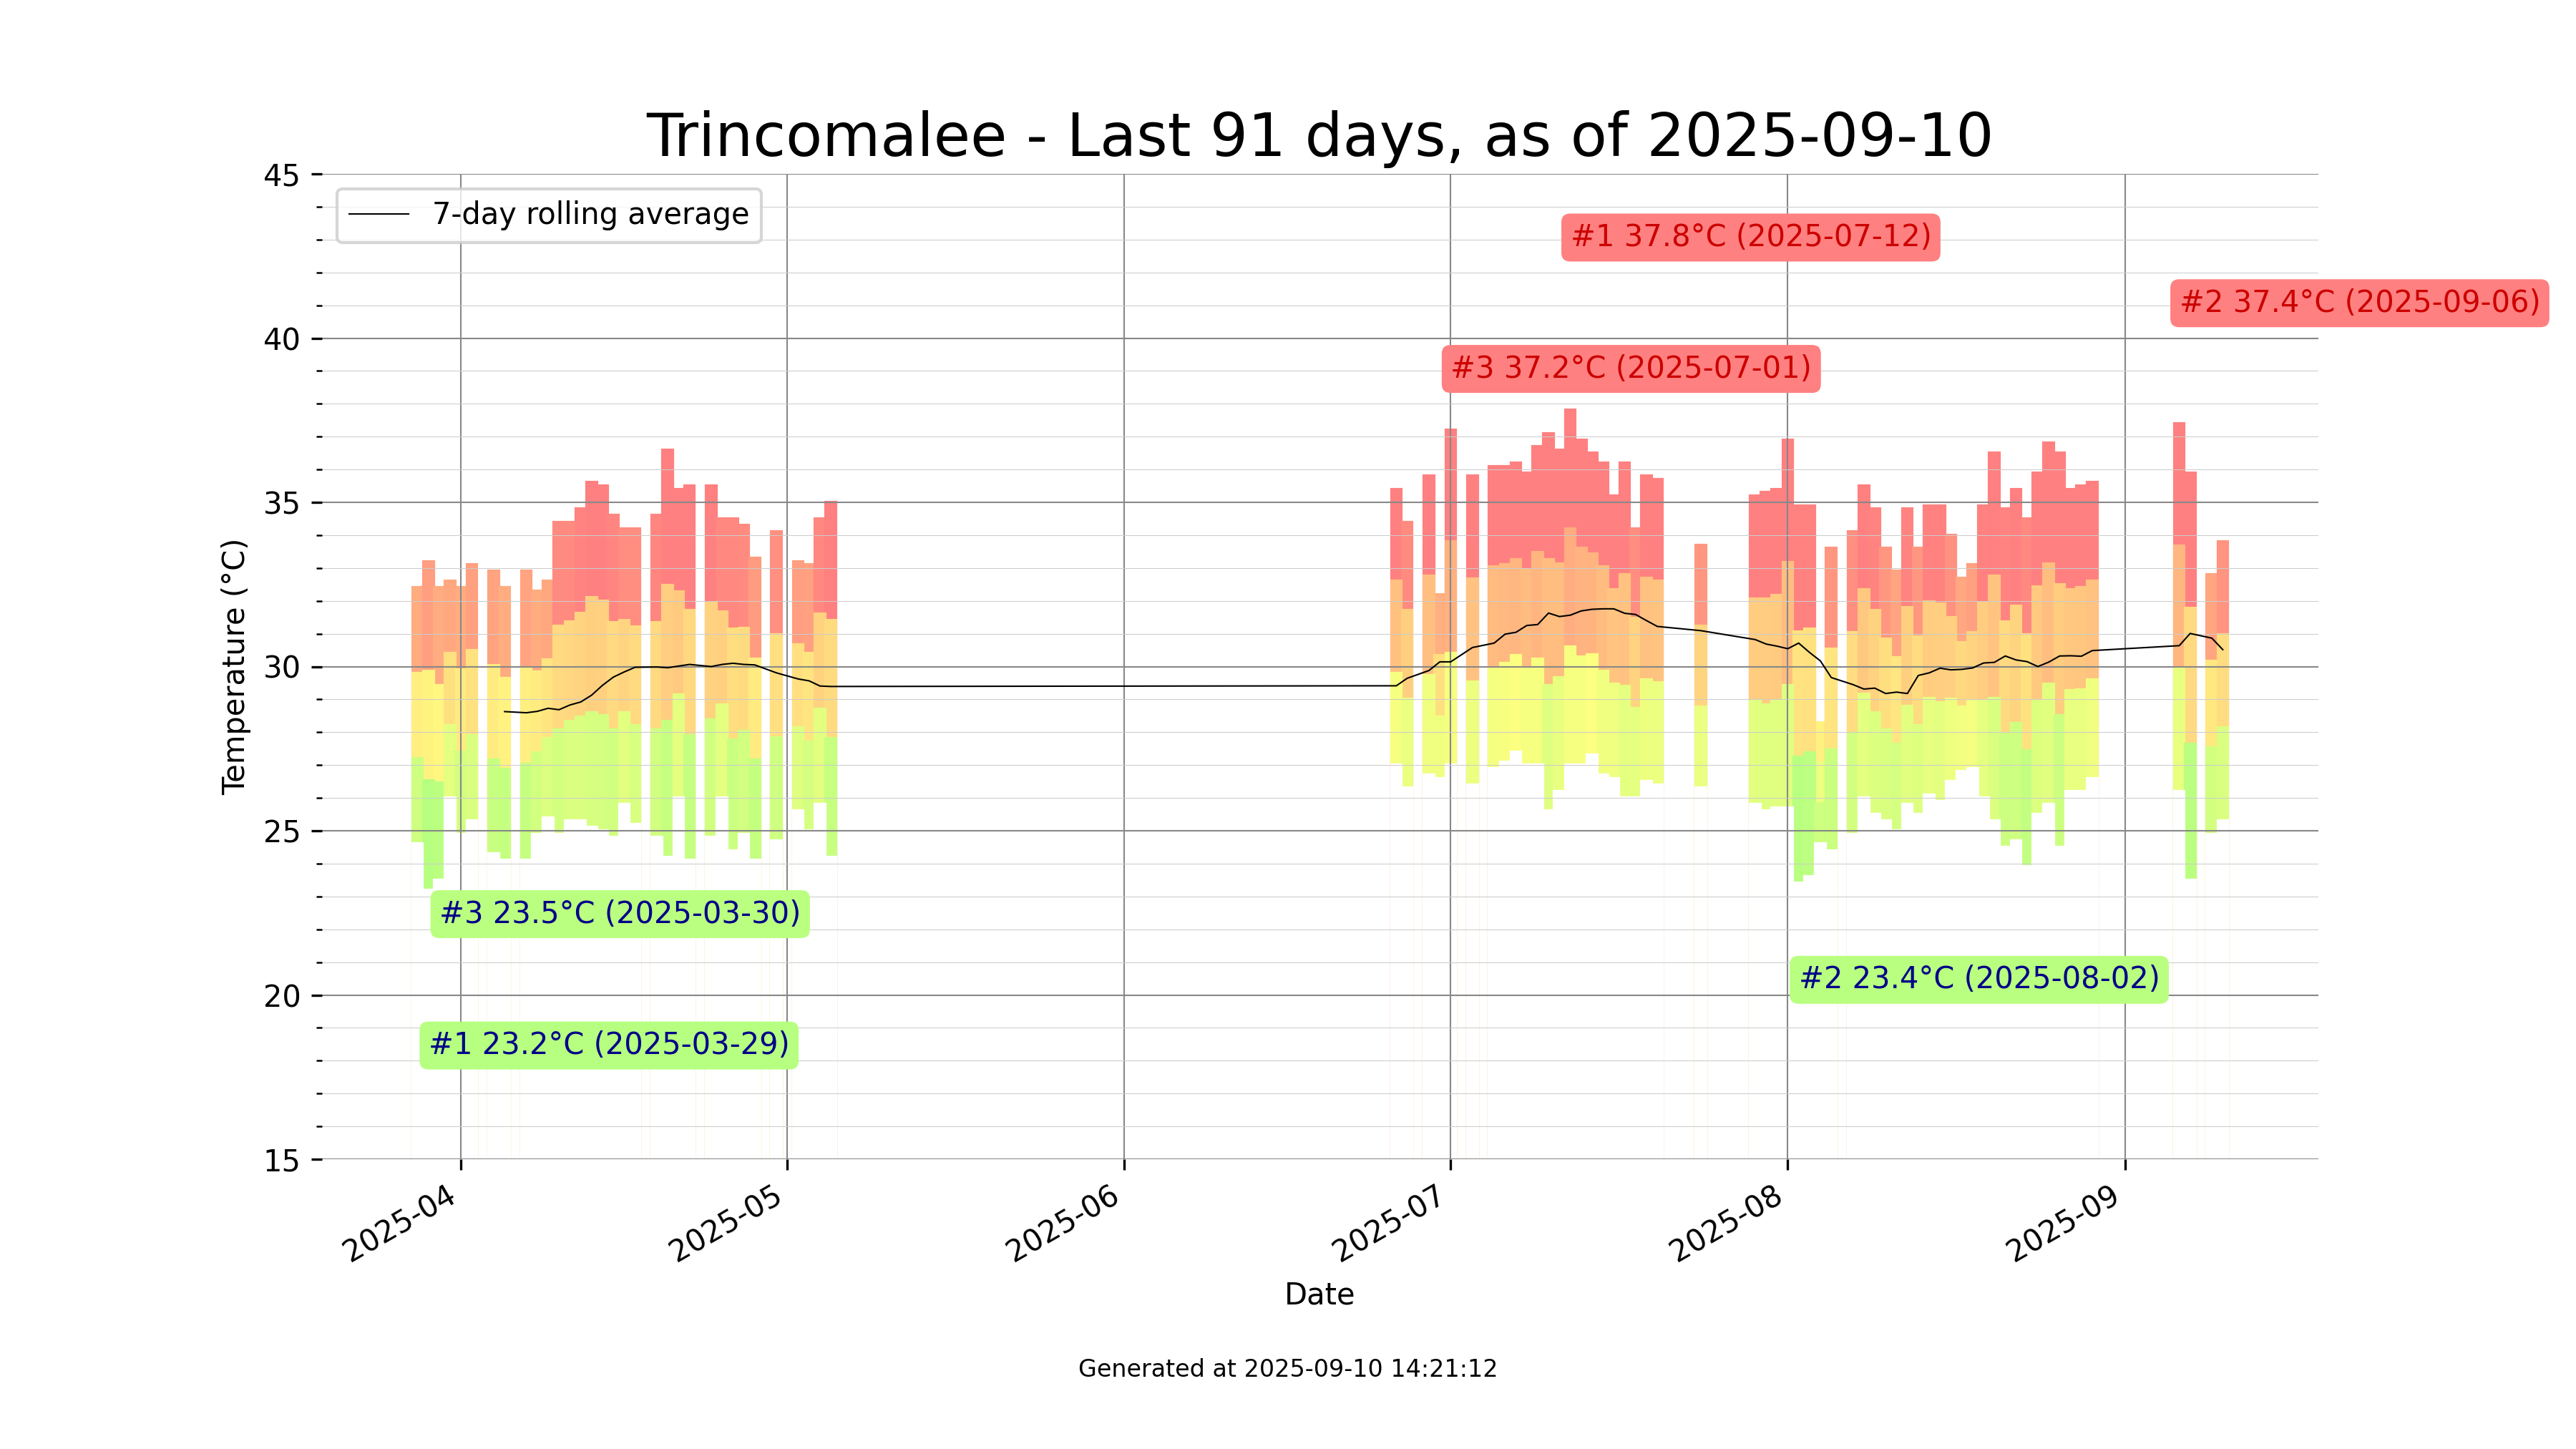 Trincomalee - Last 91 days, as of 2025-09-10
45
7-day rolling average
#1 37.8°C (2025-07-12)
#2 37.4°C (2025-09-06)
40
#3 37.2°C (2025-07-01)
35
30
Temperature (°C)
25
#3 23.5°C (2025-03-30)
#2 23.4°C (2025-08-02)
20
#1 23.2°C (2025-03-29)
15
2025-04
2025-05
2025-06
2025-07
2025-08
2025-09
Date
Generated at 2025-09-10 14:21:12